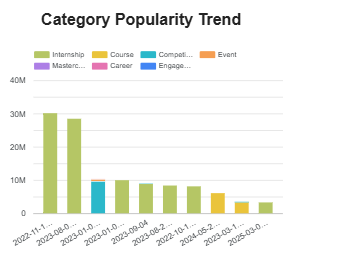 Category Popularity Trend
Internship Course Competi... Event
Masterc... Career Engage...
40M
30M
20M
10M
0
2022-11-1... 2023-08-0... 2023-01-0... 2023-01-0... 2023-09-04 2023-08-2... 2022-10-1... 2024-05-2... 2023-03-1... 2025-03-0...